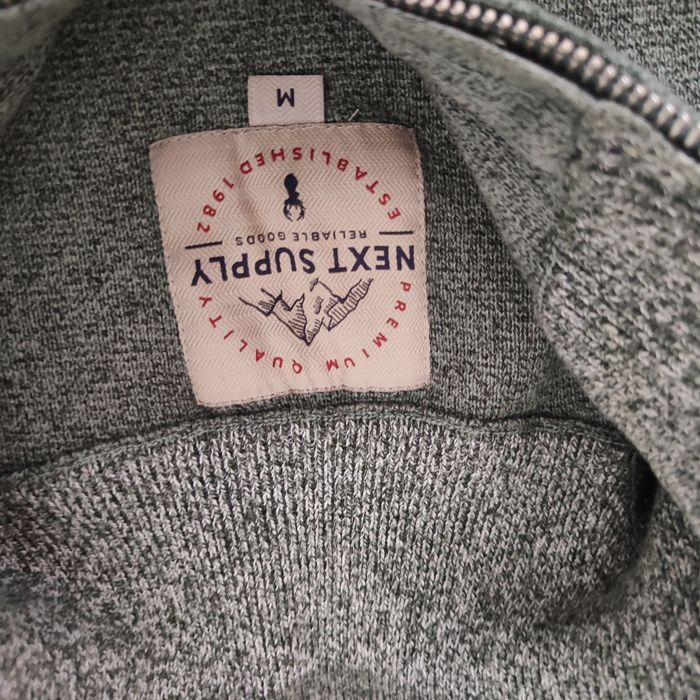 PREMIUM QUALITY
NEXT SUPPLY
RELIABLE GOODS
ESTABLISHED 1982
M